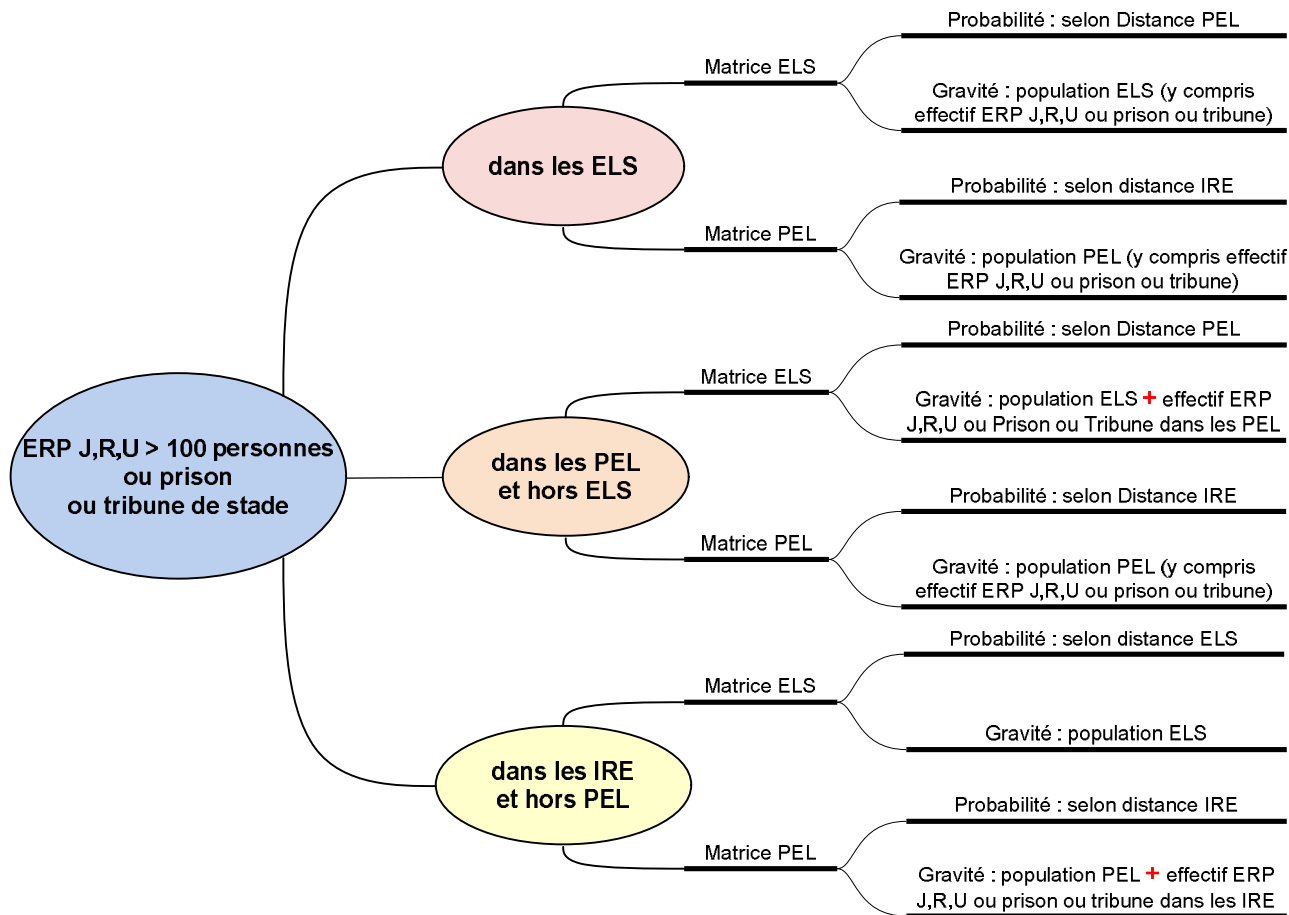 ERP J,R,U > 100 personnes
ou prison
ou tribune de stade
dans les ELS
Matrice ELS
Probabilité : selon Distance PEL
Gravité : population ELS (y compris
effectif ERP J,R,U ou prison ou tribune)
Matrice PEL
Probabilité : selon distance IRE
Gravité : population PEL (y compris effectif
ERP J,R,U ou prison ou tribune)
dans les PEL
et hors ELS
Matrice ELS
Probabilité : selon Distance PEL
Gravité : population ELS + effectif ERP
J,R,U ou Prison ou Tribune dans les PEL
Matrice PEL
Probabilité : selon Distance IRE
Gravité : population PEL (y compris
effectif ERP J,R,U ou prison ou tribune)
dans les IRE
et hors PEL
Matrice ELS
Probabilité : selon distance ELS
Gravité : population ELS
Matrice PEL
Probabilité : selon distance IRE
Gravité : population PEL + effectif ERP
J,R,U ou prison ou tribune dans les IRE